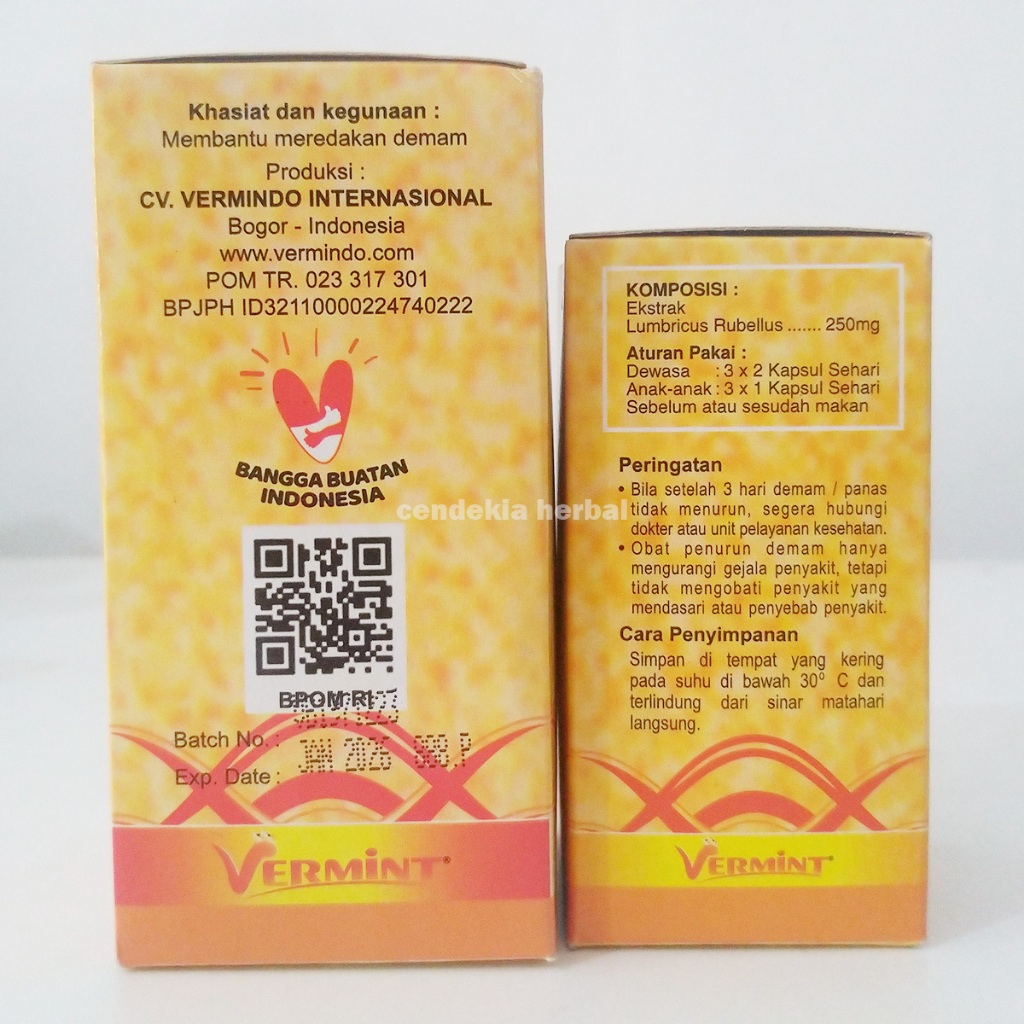 Khasiat dan kegunaan :
Membantu meredakan demam
Produksi :
CV. VERMINDO INTERNASIONAL
Bogor - Indonesia
www.vermindo.com
POM TR. 023 317 301
BPJPH ID32110000224740222
BANGGA BUATAN
INDONESIA
BPOM RI
Batch No. :
Exp. Date :
JAN 2026
VERMINT®
KOMPOSISI :
Ekstrak
Lumbricus Rubellus ....... 250mg
Aturan Pakai :
Dewasa : 3 x 2 Kapsul Sehari
Anak-anak : 3 x 1 Kapsul Sehari
Sebelum atau sesudah makan
Peringatan
• Bila setelah 3 hari demam / panas
tidak menurun, segera hubungi
dokter atau unit pelayanan kesehatan.
• Obat penurun demam hanya
mengurangi gejala penyakit, tetapi
tidak mengobati penyakit yang
mendasari atau penyebab penyakit.
Cara Penyimpanan
Simpan di tempat yang kering
pada suhu di bawah 30⁰ C dan
terlindung dari sinar matahari
langsung.
VERMINT®
cendekia herbal